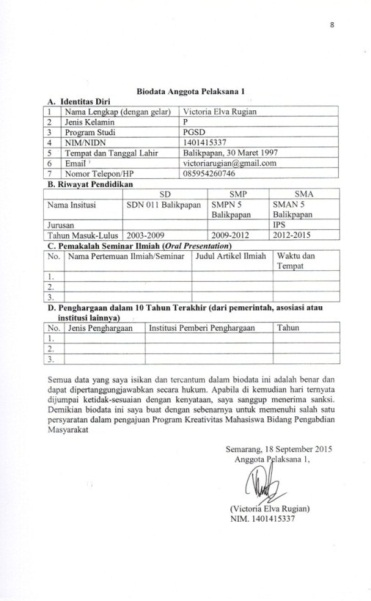 8
Biodata Anggota Pelaksana 1
A. Identitas Diri
1 Nama Lengkap (dengan gelar) Victoria Elva Rugian
2 Jenis Kelamin P
3 Program Studi PGSD
4 NIM/NIDN 1401415337
5 Tempat dan Tanggal Lahir Balikpapan, 30 Maret 1997
6 Email victoriarugian@gmail.com
7 Nomor Telepon/HP 085954260746
B. Riwayat Pendidikan
SD SMP SMA
Nama Insitusi SDN 011 Balikpapan SMPN 5 SMAN 5
Balikpapan Balikpapan
Jurusan IPS
Tahun Masuk-Lulus 2003-2009 2009-2012 2012-2015
C. Pemakalah Seminar Ilmiah (Oral Presentation)
No. Nama Pertemuan Ilmiah/Seminar Judul Artikel Ilmiah Waktu dan
Tempat
1.
2.
3.
D. Penghargaan dalam 10 Tahun Terakhir (dari pemerintah, asosiasi atau
institusi lainnya)
No. Jenis Penghargaan Institusi Pemberi Penghargaan Tahun
1.
2.
3.
Semua data yang saya isikan dan tercantum dalam biodata ini adalah benar dan
dapat dipertanggungjawabkan secara hukum. Apabila di kemudian hari ternyata
dijumpai ketidak-sesuaian dengan kenyataan, saya sanggup menerima sanksi.
Demikian biodata ini saya buat dengan sebenarnya untuk memenuhi salah satu
persyaratan dalam pengajuan Program Kreativitas Mahasiswa Bidang Pengabdian
Masyarakat
Semarang, 18 September 2015
Anggota Pelaksana 1,
(Victoria Elva Rugian)
NIM. 1401415337